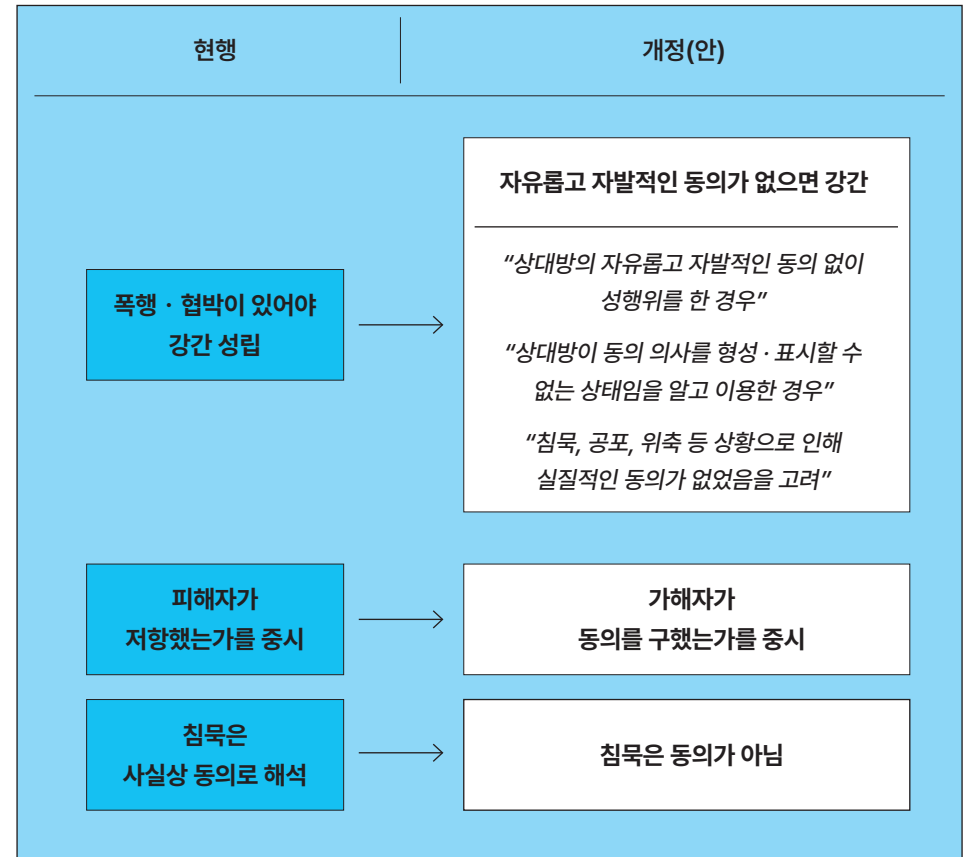 현행
개정(안)
폭행 · 협박이 있어야
강간 성립
자유롭고 자발적인 동의가 없으면 강간
“상대방의 자유롭고 자발적인 동의 없이
성행위를 한 경우”
“상대방이 동의 의사를 형성 · 표시할 수
없는 상태임을 알고 이용한 경우”
“침묵, 공포, 위축 등 상황으로 인해
실질적인 동의가 없었음을 고려”
피해자가
저항했는가를 중시
가해자가
동의를 구했는가를 중시
침묵은
사실상 동의로 해석
침묵은 동의가 아님